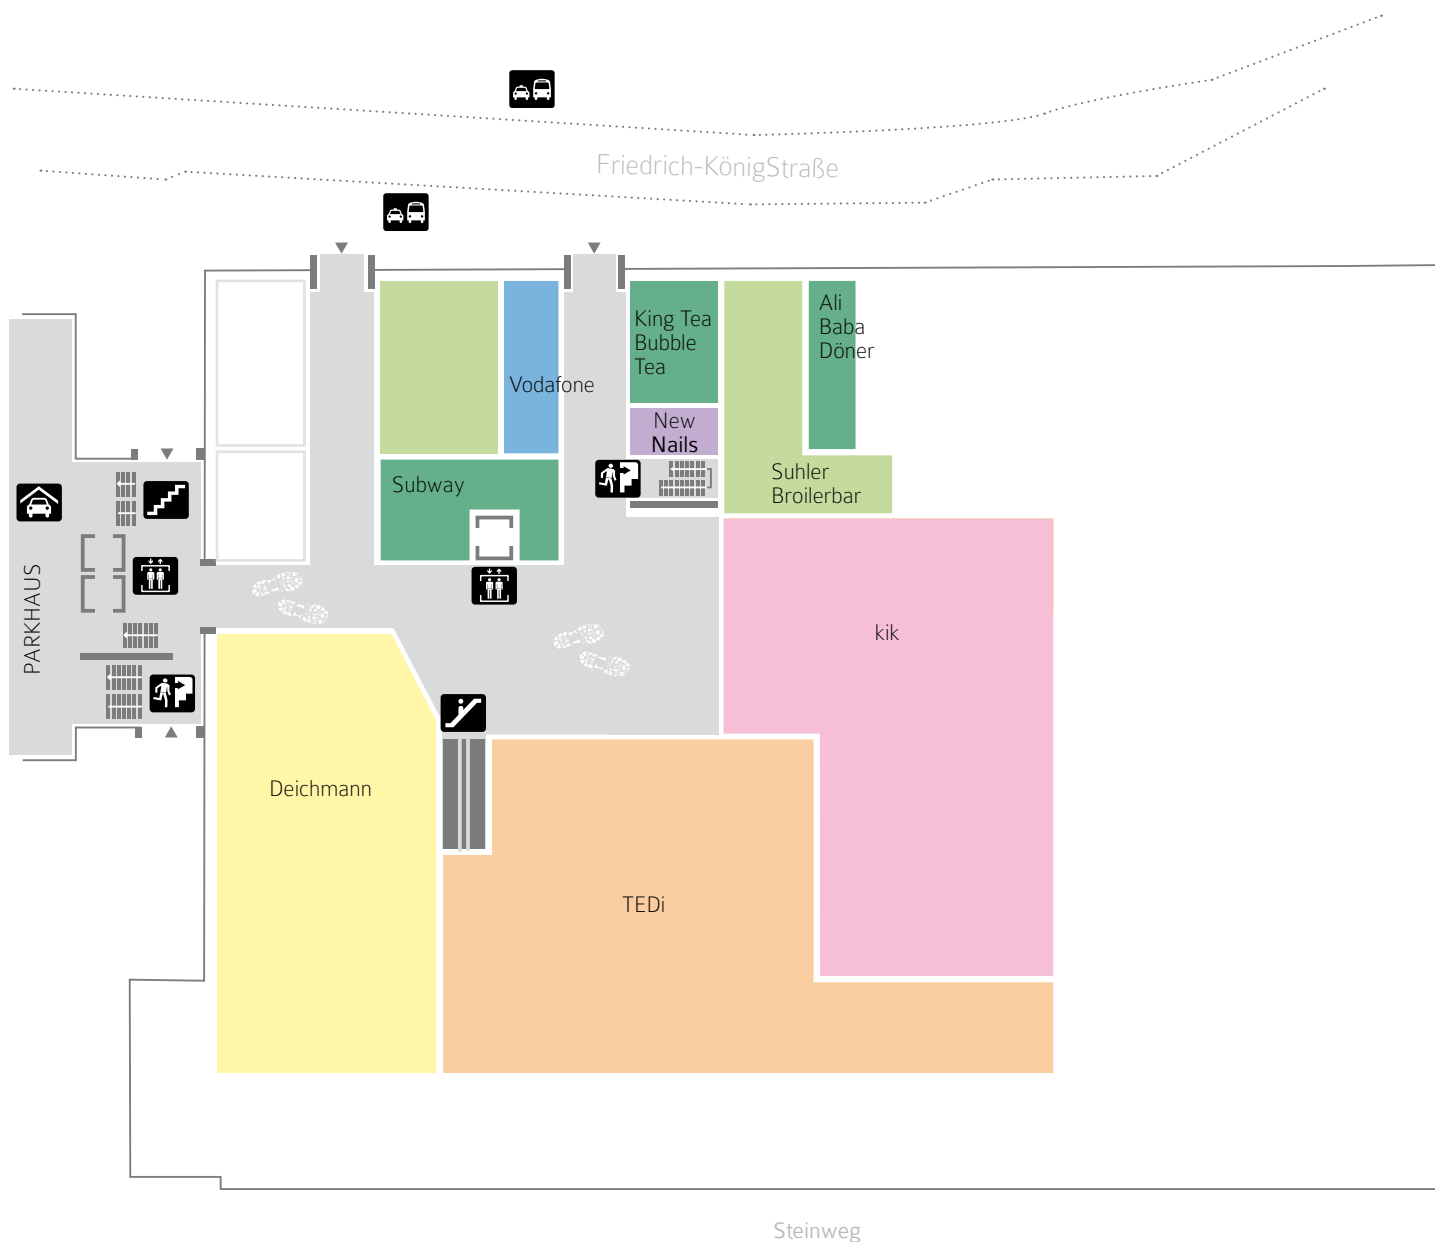 Friedrich-KönigStraße
King Tea
Bubble
Tea
Ali
Baba
Döner
Vodafone
New
Nails
Subway
Suhler
Broilerbar
PARKHAUS
kik
Deichmann
TEDi
Steinweg